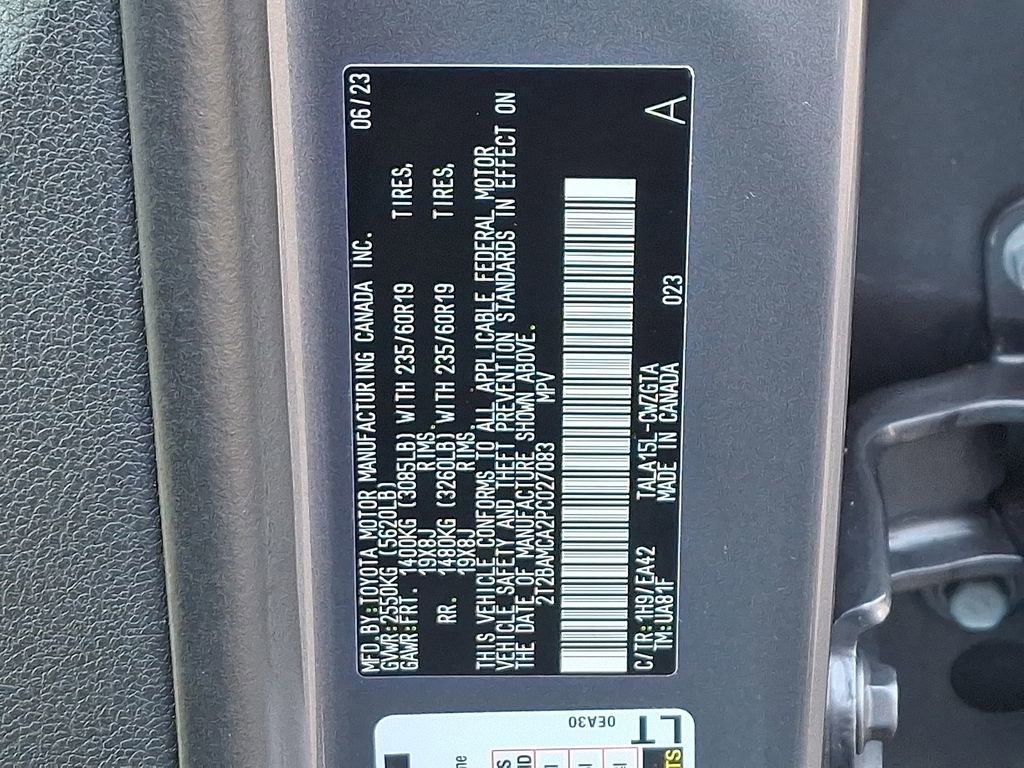 MFD.BY:TOYOTA MOTOR MANUFACTURING CANADA INC. 06/23
GVWR:2550KG (5620LB)
GAWR:FRT. 1400KG (3085LB) WITH 235/60R19 TIRES,
19X8J RIMS.
RR. 1480KG (3260LB) WITH 235/60R19 TIRES,
19X8J RIMS.
THIS VEHICLE CONFORMS TO ALL APPLICABLE FEDERAL MOTOR
VEHICLE SAFETY AND THEFT PREVENTION STANDARDS IN EFFECT ON
THE DATE OF MANUFACTURE SHOWN ABOVE.
2T2BAMCA2PC027083 MPV
C/TR:1H9/EA42 TALA15L-CWZGTA 023 A
TM:UA81F MADE IN CANADA
0EA30